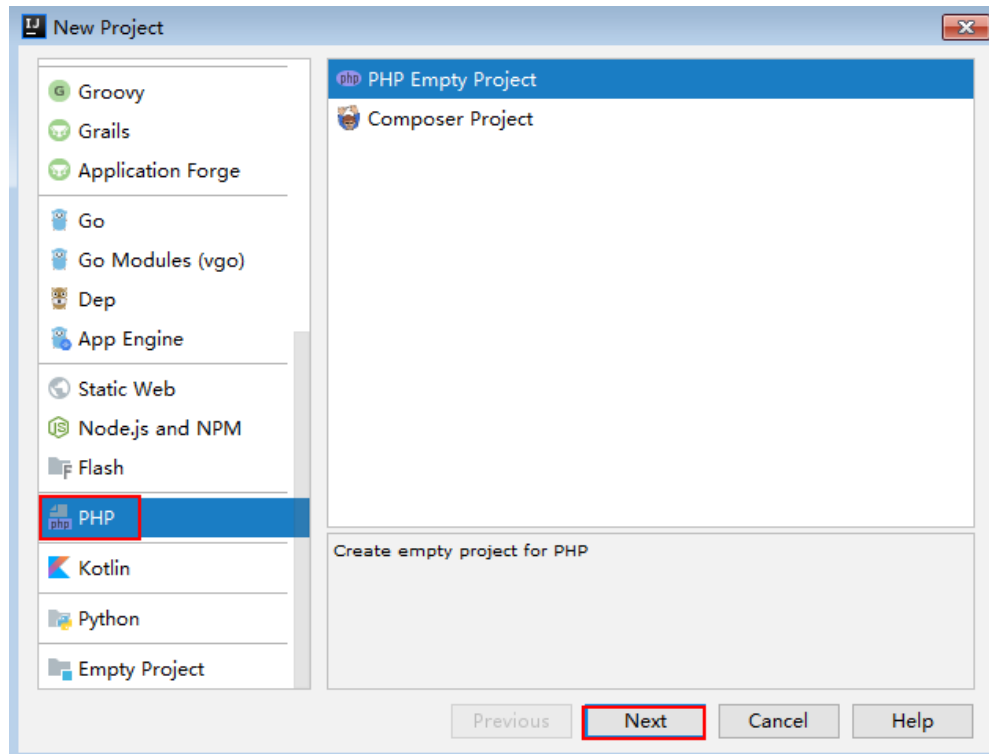 New Project
Groovy
Grails
Application Forge
Go
Go Modules (vgo)
Dep
App Engine
Static Web
Node.js and NPM
Flash
PHP
Kotlin
Python
Empty Project
PHP Empty Project
Composer Project
Create empty project for PHP
Previous
Next
Cancel
Help